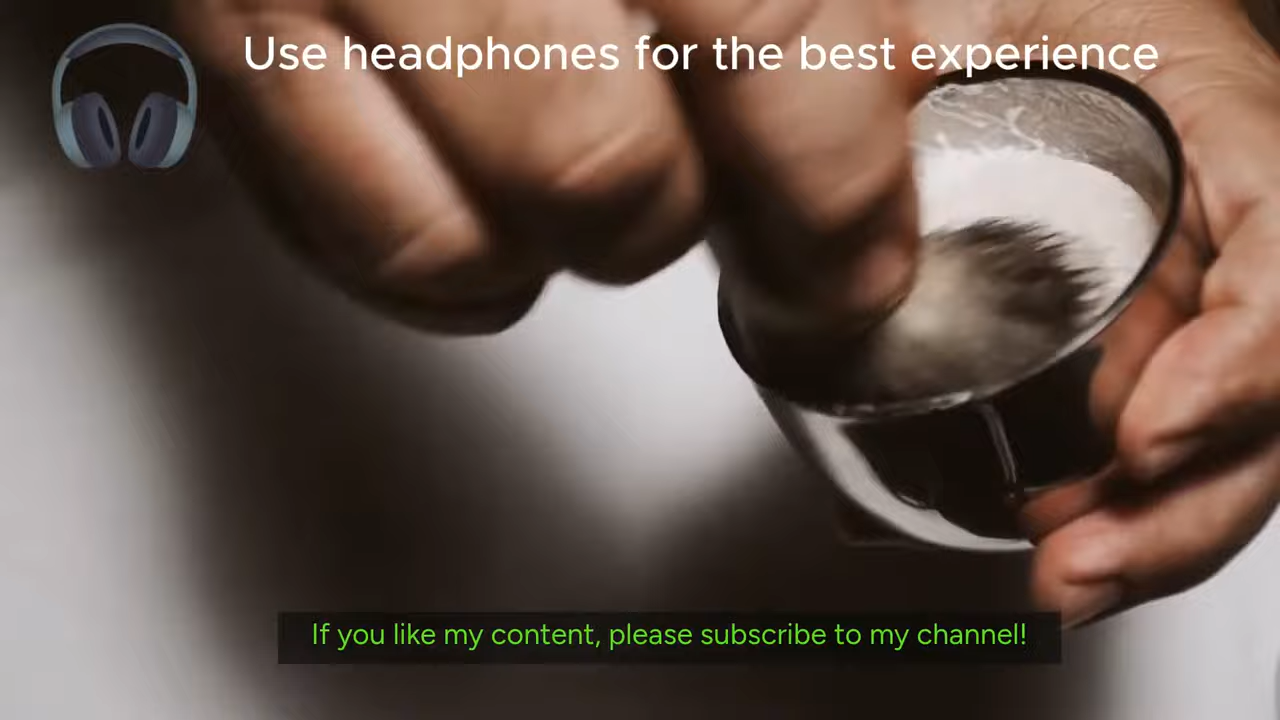 Use headphones for the best experience
If you like my content, please subscribe to my channel!